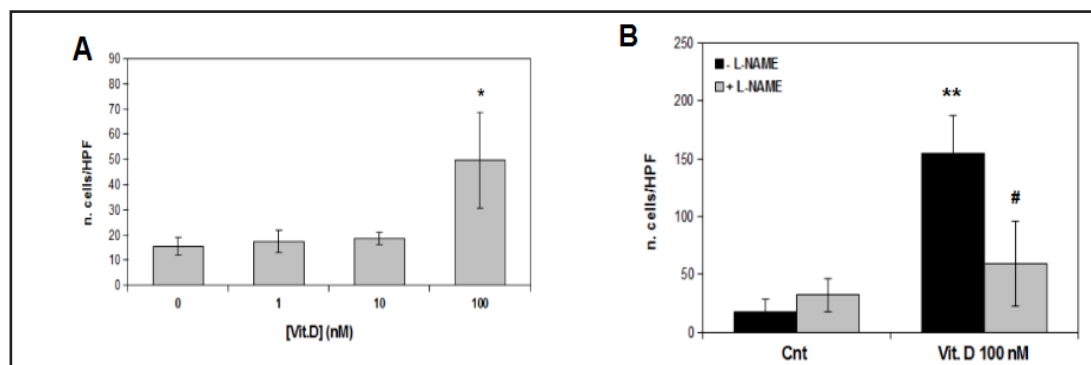 A
90
80
70
60
50
40
30
20
10
0
n. cells/HPF
*
0 1 10 100
[Vit.D] (nM)
B
250
200
150
100
50
0
n. cells/HPF
- L-NAME
+ L-NAME
**
#
Cnt Vit. D 100 nM